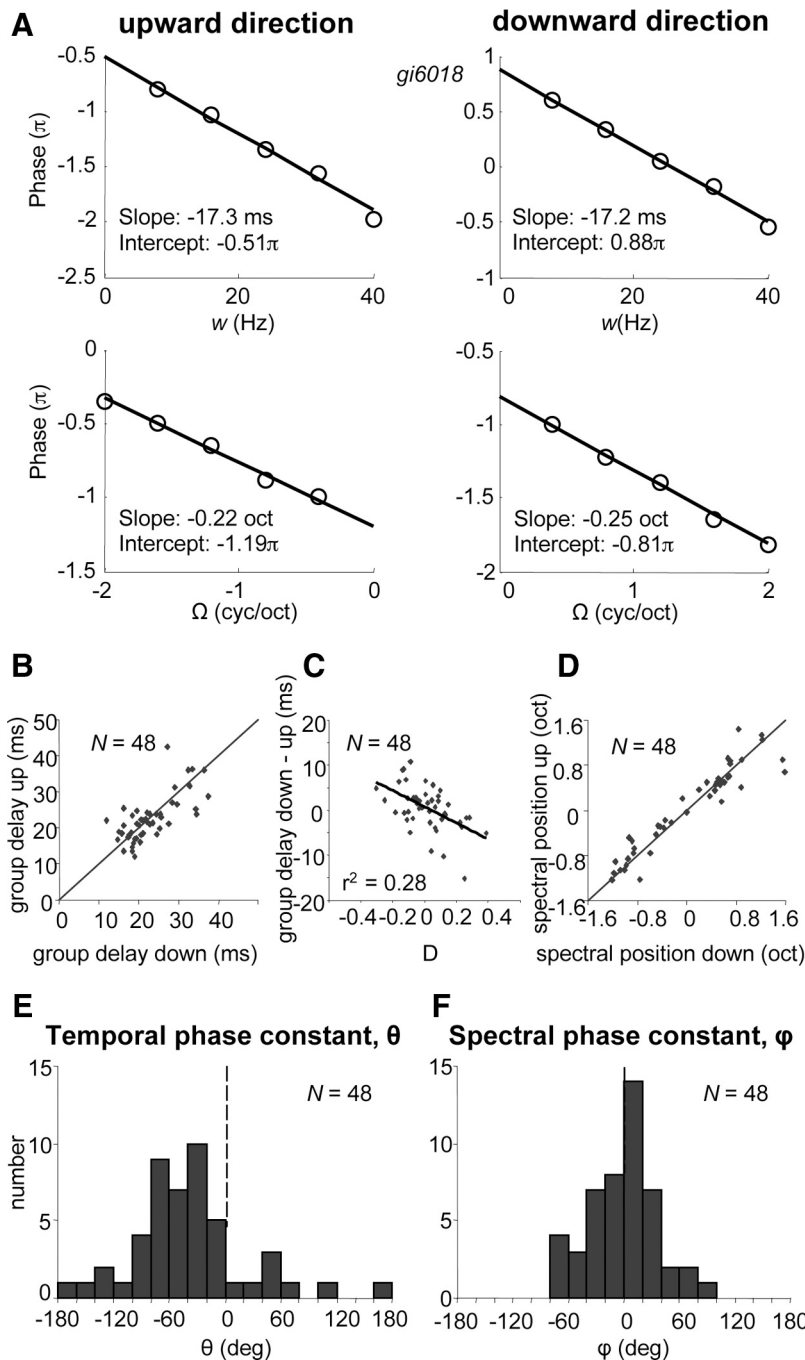 A
upward direction
downward direction
gi6018
-0.5
-1
-1.5
-2
-2.5
Phase (π)
Slope: -17.3 ms
Intercept: -0.51π
0 20 40
w (Hz)
1
0.5
0
-0.5
-1
Slope: -17.2 ms
Intercept: 0.88π
0 20 40
w(Hz)
0
-0.5
-1
-1.5
Phase (π)
Slope: -0.22 oct
Intercept: -1.19π
-2 -1 0
Ω (cyc/oct)
-0.5
-1
-1.5
-2
Slope: -0.25 oct
Intercept: -0.81π
0 1 2
Ω (cyc/oct)
B
50
40
30
20
10
0
group delay up (ms)
N = 48
0 10 20 30 40
group delay down (ms)
C
20
10
0
-10
-20
group delay down - up (ms)
N = 48
r² = 0.28
-0.4 -0.2 0 0.2 0.4
D
D
1.6
0.8
0
-0.8
-1.6
spectral position up (oct)
N = 48
-1.6 -0.8 0 0.8 1.6
spectral position down (oct)
E
Temporal phase constant, θ
15
10
5
0
number
N = 48
-180 -120 -60 0 60 120 180
θ (deg)
F
Spectral phase constant, φ
15
10
5
0
N = 48
-180 -120 -60 0 60 120 180
φ (deg)